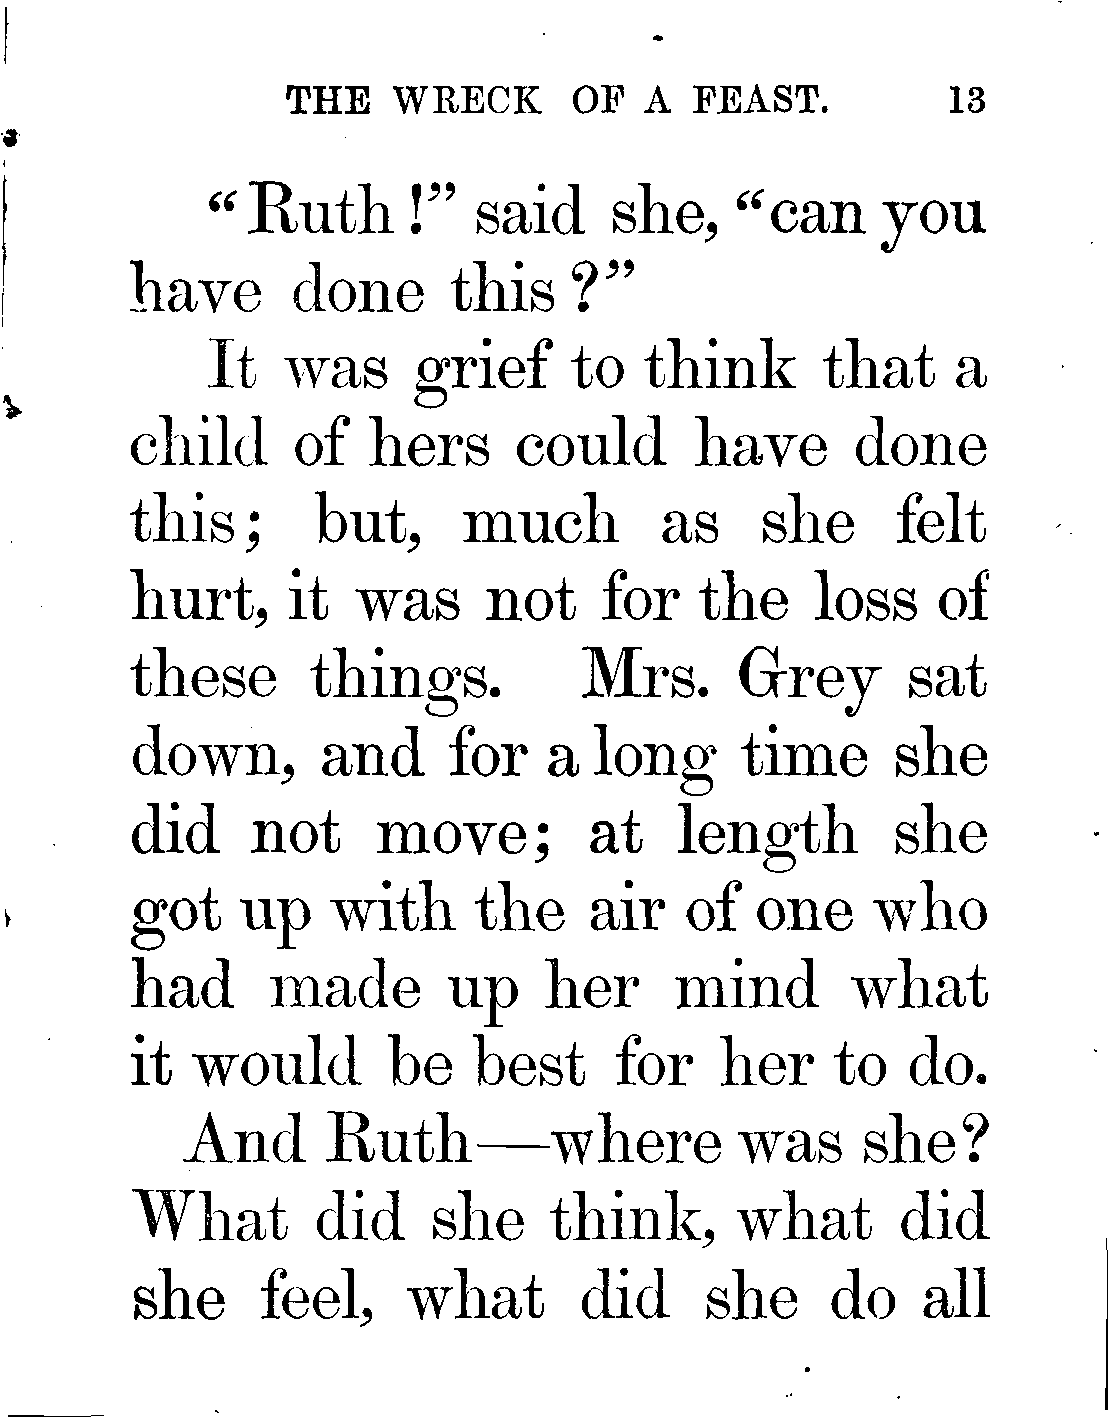 THE WRECK OF A FEAST. 13
"Ruth!" said she, "can you
have done this?"
It was grief to think that a
child of hers could have done
this; but, much as she felt
hurt, it was not for the loss of
these things. Mrs. Grey sat
down, and for a long time she
did not move; at length she
got up with the air of one who
had made up her mind what
it would be best for her to do.
And Ruth—where was she?
What did she think, what did
she feel, what did she do all